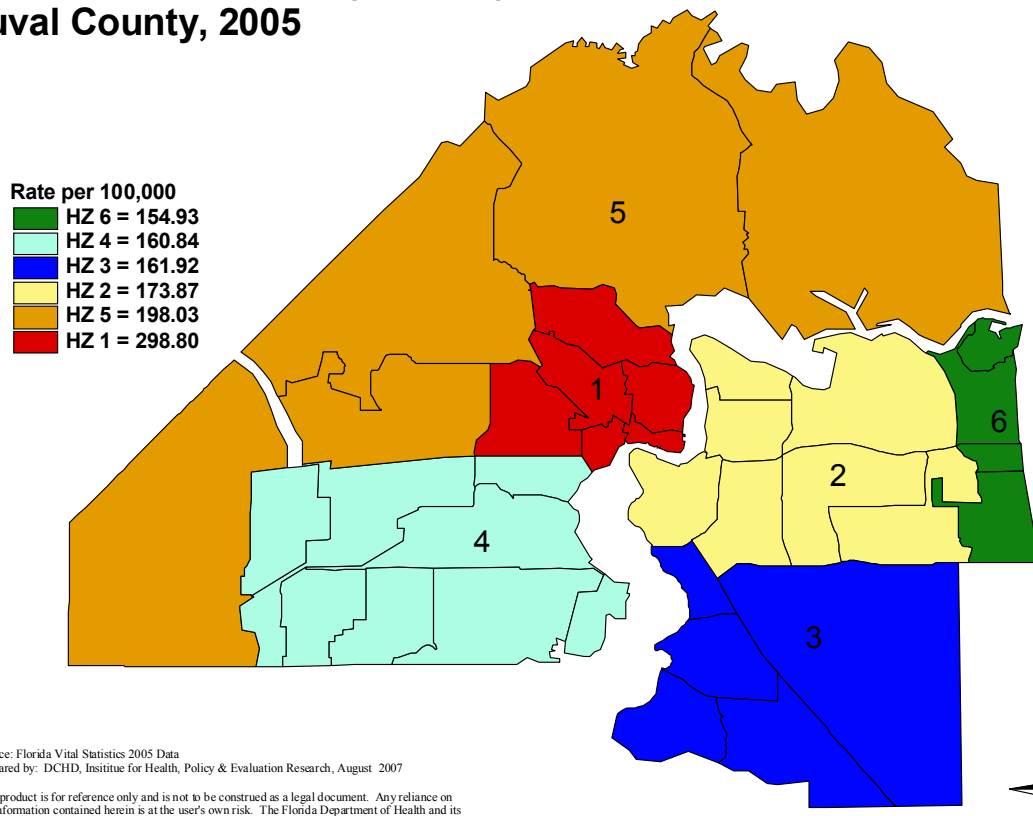 uval County, 2005
Rate per 100,000
HZ 6 = 154.93
HZ 4 = 160.84
HZ 3 = 161.92
HZ 2 = 173.87
HZ 5 = 198.03
HZ 1 = 298.80
5
1
6
2
4
3
ce: Florida Vital Statistics 2005 Data
ared by: DCHD, Insititue for Health, Policy & Evaluation Research, August 2007
product is for reference only and is not to be construed as a legal document. Any reliance on
nformation contained herein is at the user's own risk. The Florida Department of Health and its